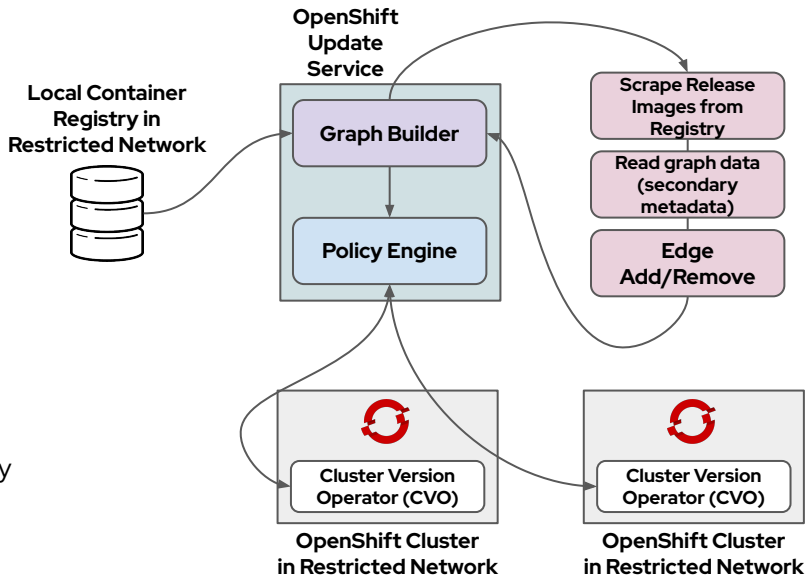 OpenShift
Update
Service
Local Container
Registry in
Restricted Network
Graph Builder
Policy Engine
Scrape Release
Images from
Registry
Read graph data
(secondary
metadata)
Edge
Add/Remove
y
Cluster Version
Operator (CVO)
OpenShift Cluster
in Restricted Network
Cluster Version
Operator (CVO)
OpenShift Cluster
in Restricted Network